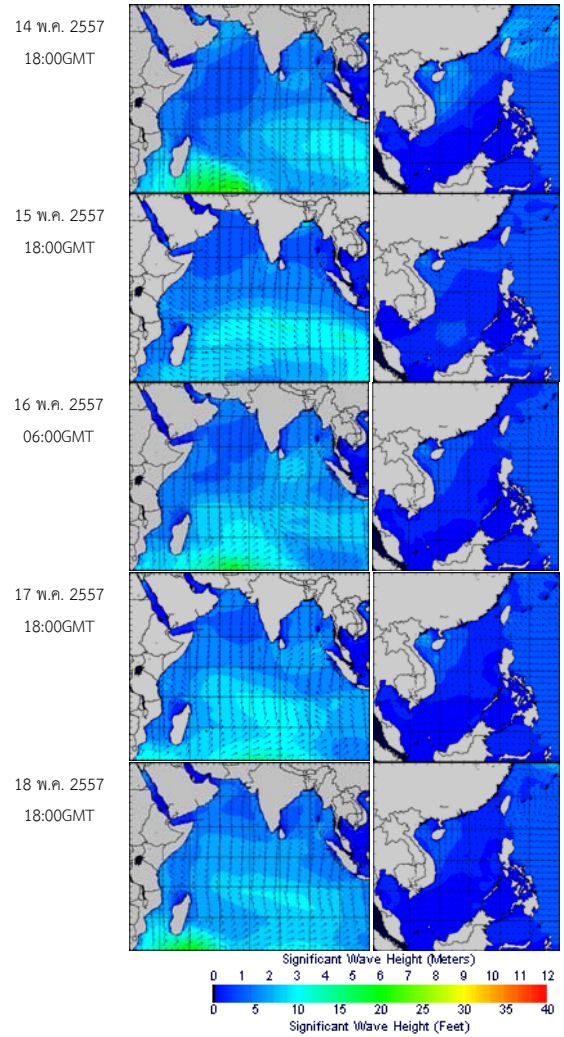 14 พ.ค. 2557
18:00GMT
15 พ.ค. 2557
18:00GMT
16 พ.ค. 2557
06:00GMT
17 พ.ค. 2557
18:00GMT
18 พ.ค. 2557
18:00GMT
Significant Wave Height (Meters)
0 1 2 3 4 5 6 7 8 9 10 11 12
0 5 10 15 20 25 30 35 40
Significant Wave Height (Feet)